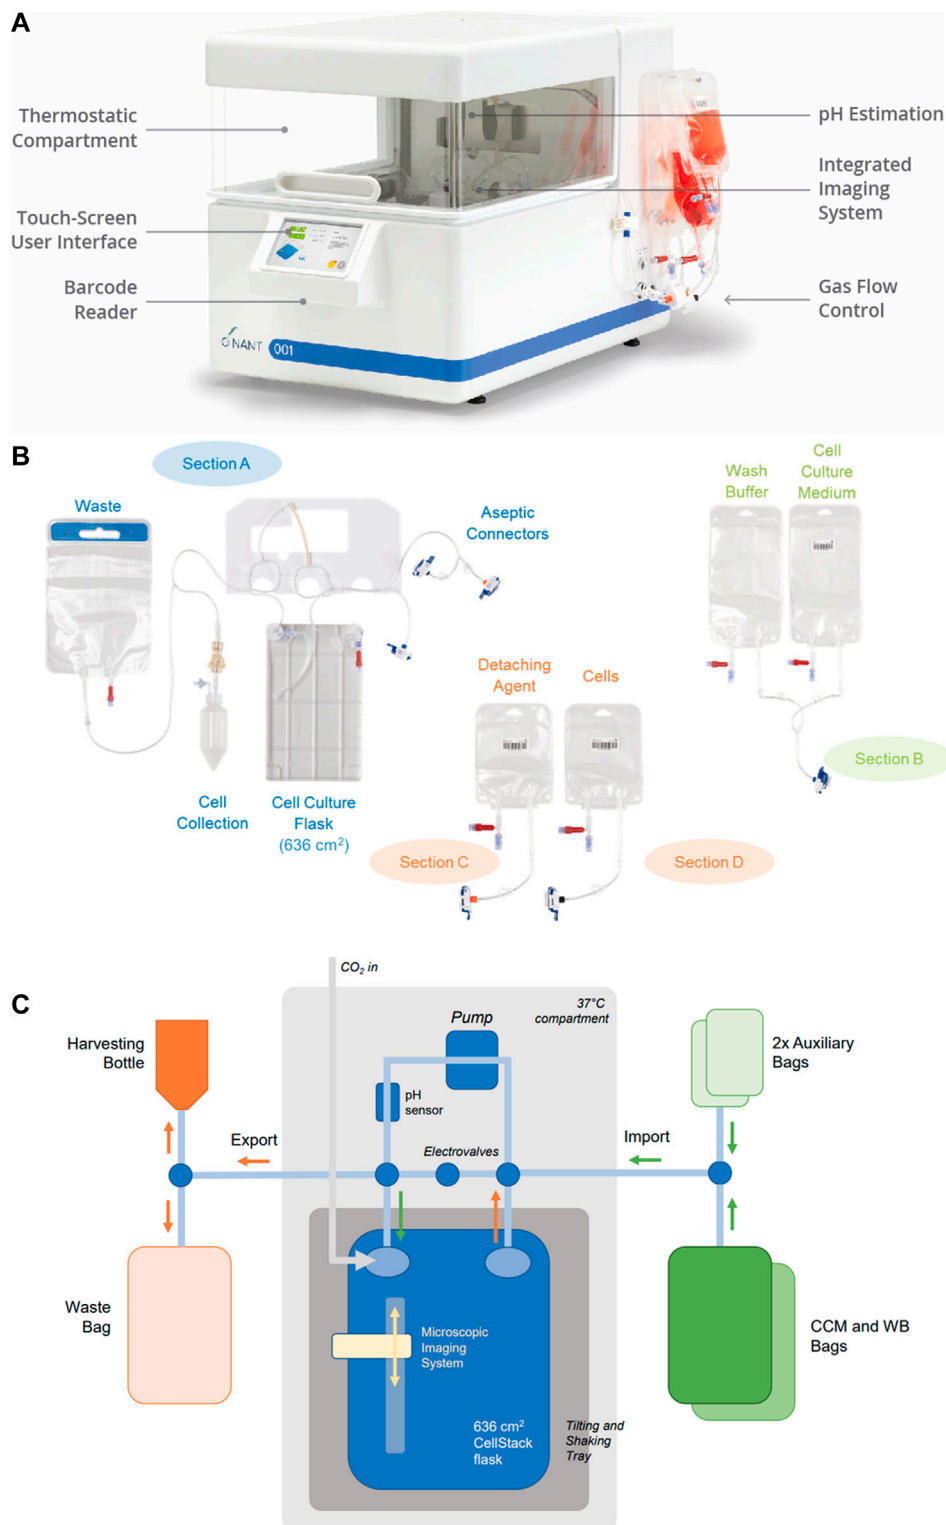 A
Thermostatic
Compartment
Touch-Screen
User Interface
Barcode
Reader
pH Estimation
Integrated
Imaging
System
Gas Flow
Control
NANT
001
B
Section A
Waste
Aseptic
Connectors
Wash
Buffer
Cell
Culture
Medium
Detaching
Agent
Cells
Section B
Cell
Collection
Cell Culture
Flask
(636 cm²)
Section C
Section D
C
CO₂ in
37°C
compartment
Harvesting
Bottle
Pump
2x Auxiliary
Bags
pH
sensor
Export
Electrovalves
Import
Waste
Bag
Microscopic
Imaging
System
CCM and WB
Bags
636 cm²
CellStack
flask
Tilting and
Shaking
Tray